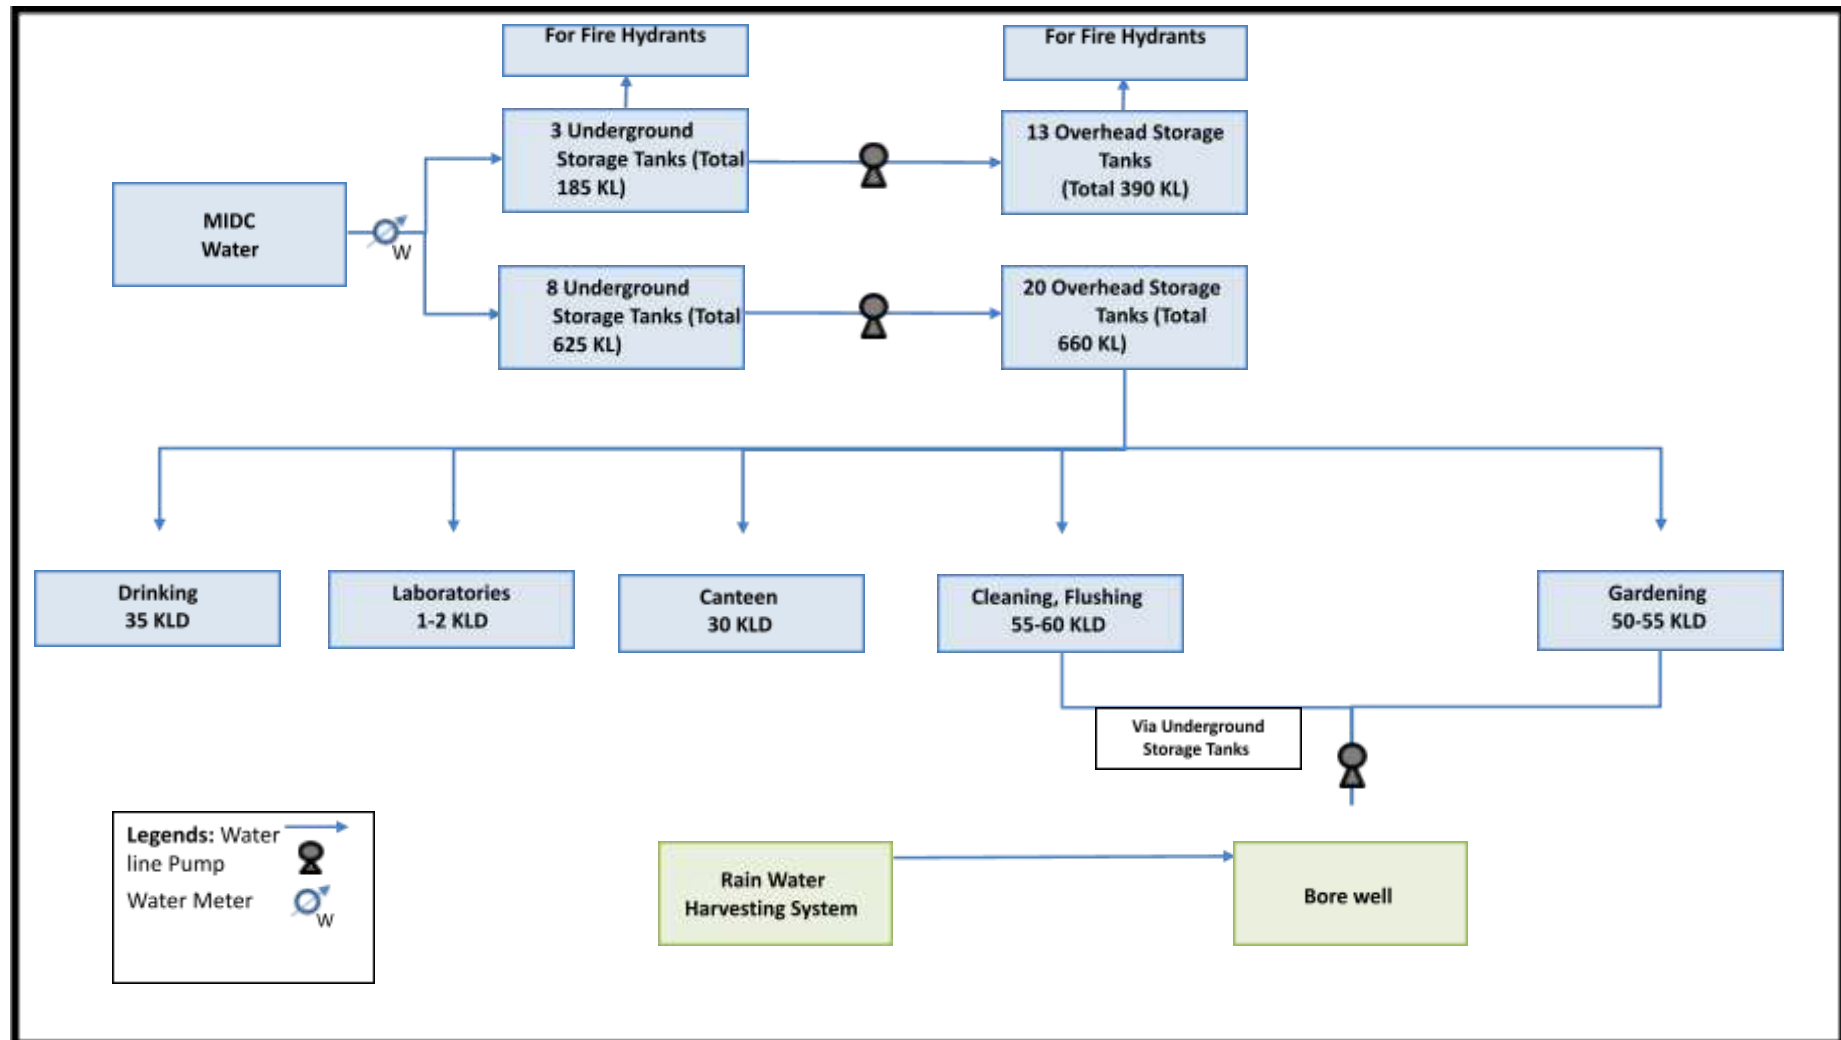 For Fire Hydrants
For Fire Hydrants
3 Underground
Storage Tanks (Total
185 KL)
13 Overhead Storage
Tanks
(Total 390 KL)
MIDC
Water
W
8 Underground
Storage Tanks (Total
625 KL)
20 Overhead Storage
Tanks (Total
660 KL)
Drinking
35 KLD
Laboratories
1-2 KLD
Canteen
30 KLD
Cleaning, Flushing
55-60 KLD
Gardening
50-55 KLD
Via Underground
Storage Tanks
Legends: Water
line Pump
Water Meter
W
Rain Water
Harvesting System
Bore well